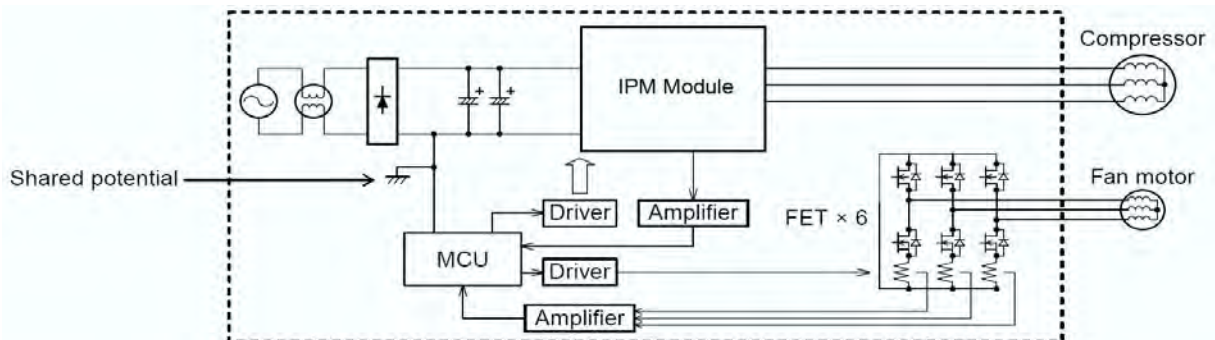 Compressor
IPM Module
+
+
Shared potential
Fan motor
Driver
Amplifier
FET × 6
MCU
Driver
Amplifier